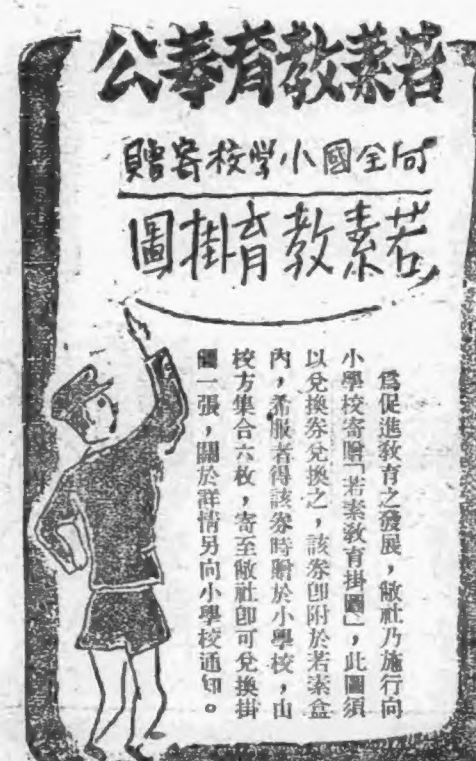 若素教育奉公
向全國小学校寄贈
若素教育掛圖
爲促進教育之發展，敝社乃施行向
小學校寄贈「若素教育掛圖」，此圖須
以兌換券兌換之，該券卽附於若素盒
內，希服者得該券時贈於小學校，由
校方集合六枚，寄至敝社卽可兌換掛
圖一張，關於詳情另向小學校通知。